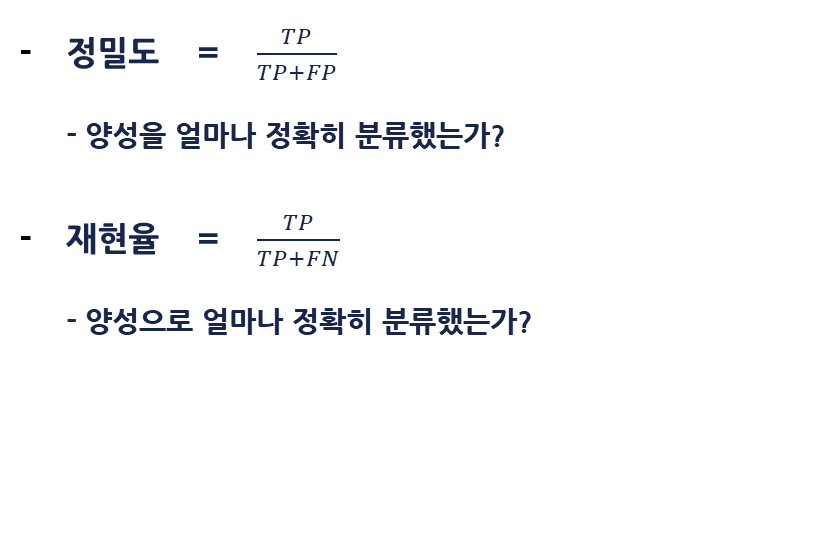 - 정밀도 = TP/TP+FP
- 양성을 얼마나 정확히 분류했는가?
- 재현율 = TP/TP+FN
- 양성으로 얼마나 정확히 분류했는가?